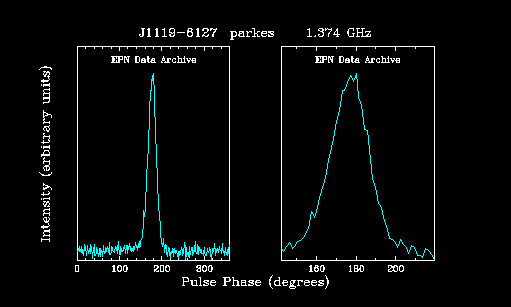 J1119-6127 parkes 1.374 GHz
EPN Data Archive EPN Data Archive
Intensity (arbitrary units)
0 100 200 300 160 180 200
Pulse Phase (degrees)